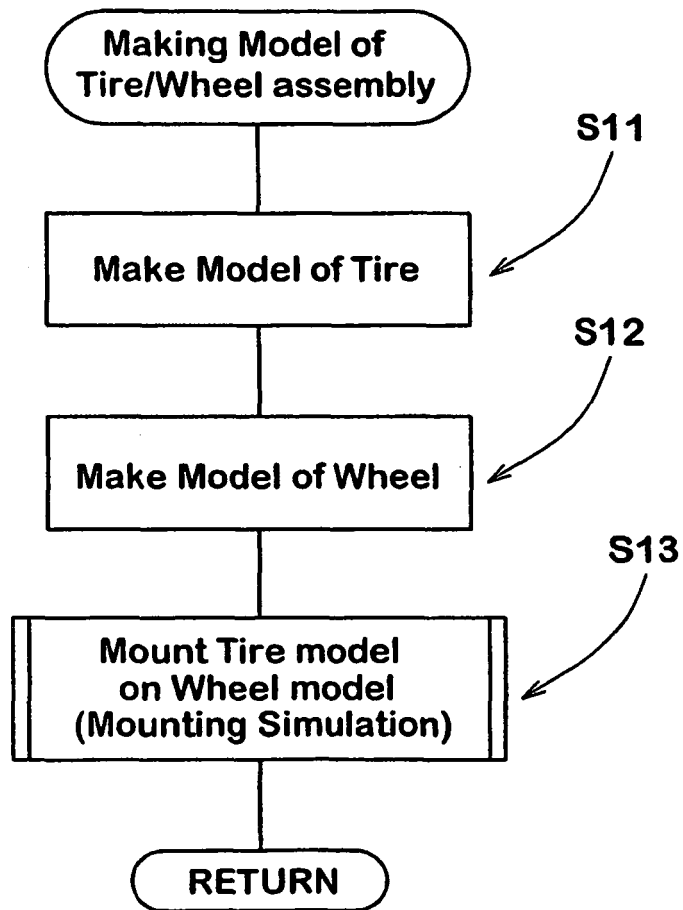 Making Model of
Tire/Wheel assembly
S11
Make Model of Tire
S12
Make Model of Wheel
S13
Mount Tire model
on Wheel model
(Mounting Simulation)
RETURN